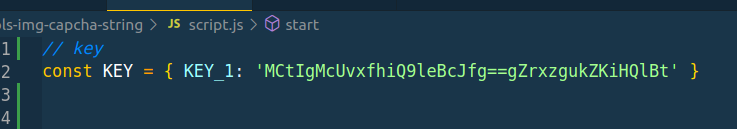 ols-img-capcha-string > JS script.js > start
1 // key
2 const KEY = { KEY_1: 'MCtIgMcUvxfhiQ9leBcJfg==gZrxzgukZKiHQlBt' }
3
4